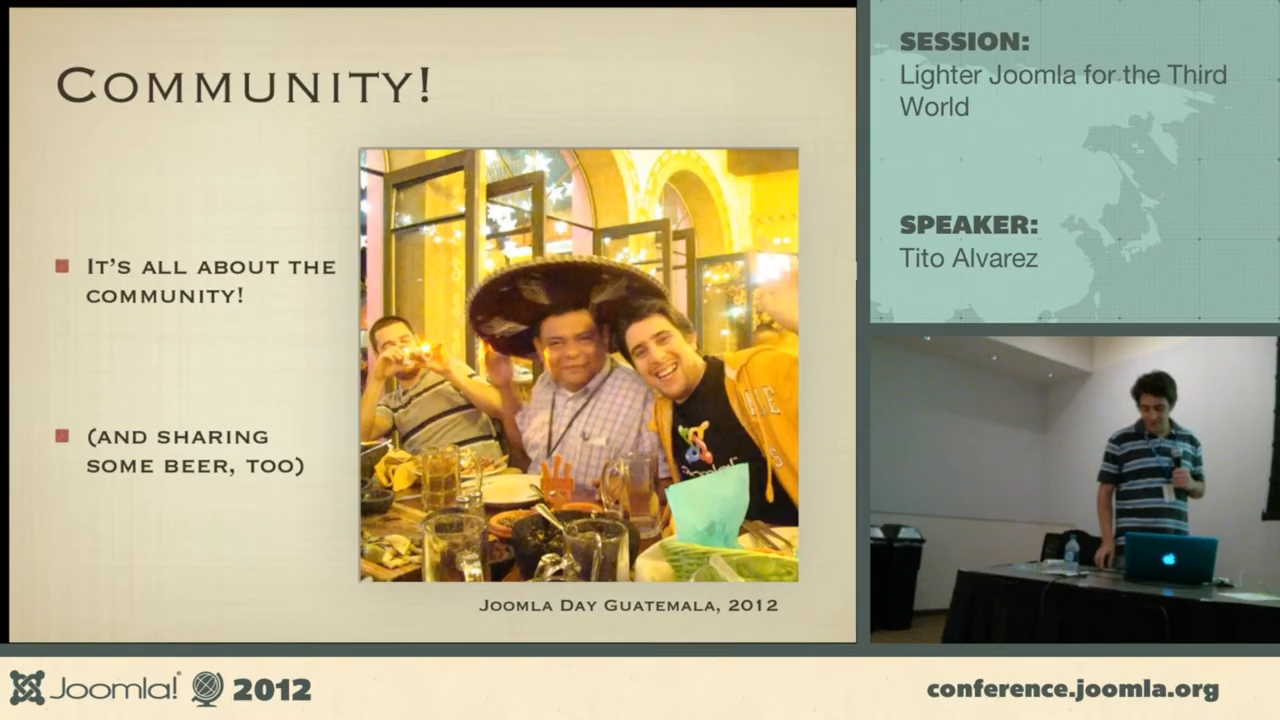 COMMUNITY!
IT'S ALL ABOUT THE
COMMUNITY!
(AND SHARING
SOME BEER, TOO)
Joomla!
JOOMLA DAY GUATEMALA, 2012
SESSION:
Lighter Joomla for the Third
World
SPEAKER:
Tito Alvarez
Joomla! 2012
conference.joomla.org